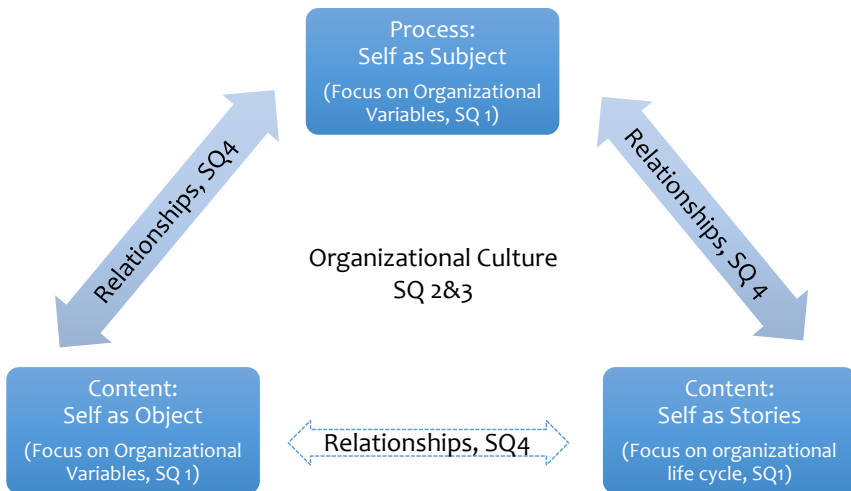 Process:
Self as Subject
(Focus on Organizational
Variables, SQ 1)
Relationships, SQ4
Relationships, SQ 4
Organizational Culture
SQ 2&3
Content:
Self as Object
(Focus on Organizational
Variables, SQ 1)
Relationships, SQ4
Content:
Self as Stories
(Focus on organizational
life cycle, SQ1)